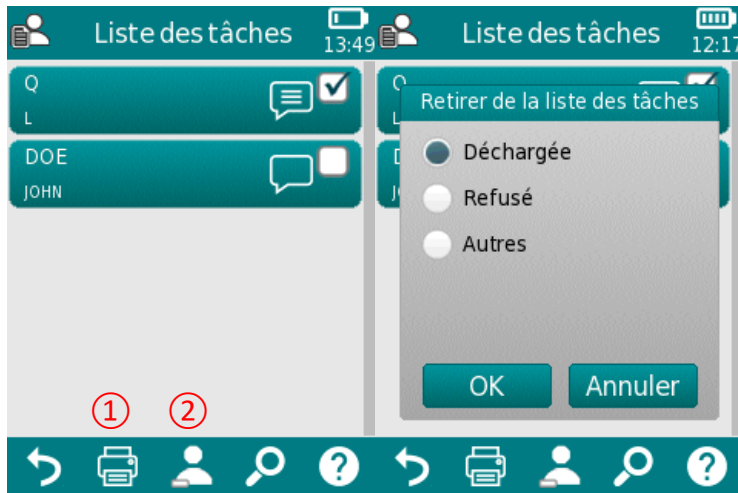 Liste des tâches
13:49
Q
L
DOE
JOHN
①
②
?
Liste des tâches
12:17
Q
L
Retirer de la liste des tâches
Déchargée
Refusé
Autres
OK
Annuler
?